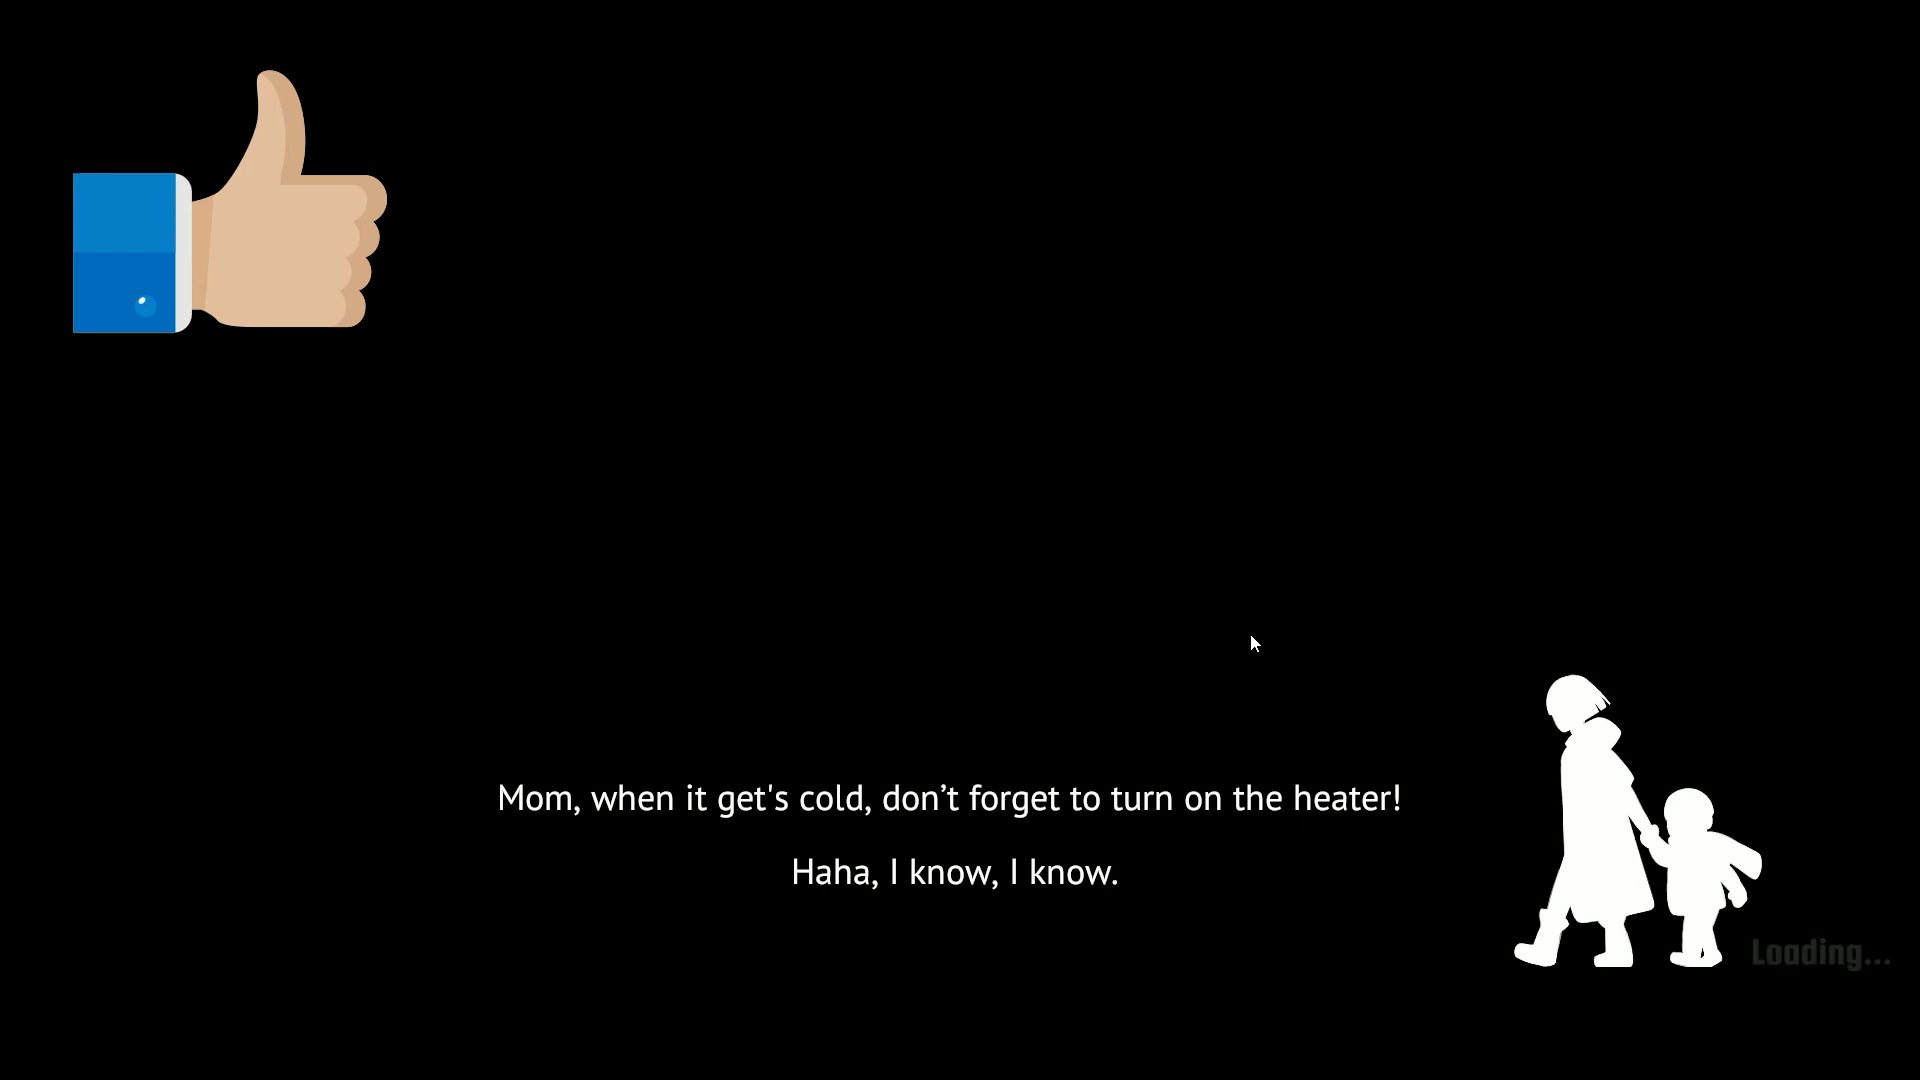 Mom, when it get's cold, don’t forget to turn on the heater!
Haha, I know, I know.
Loading...